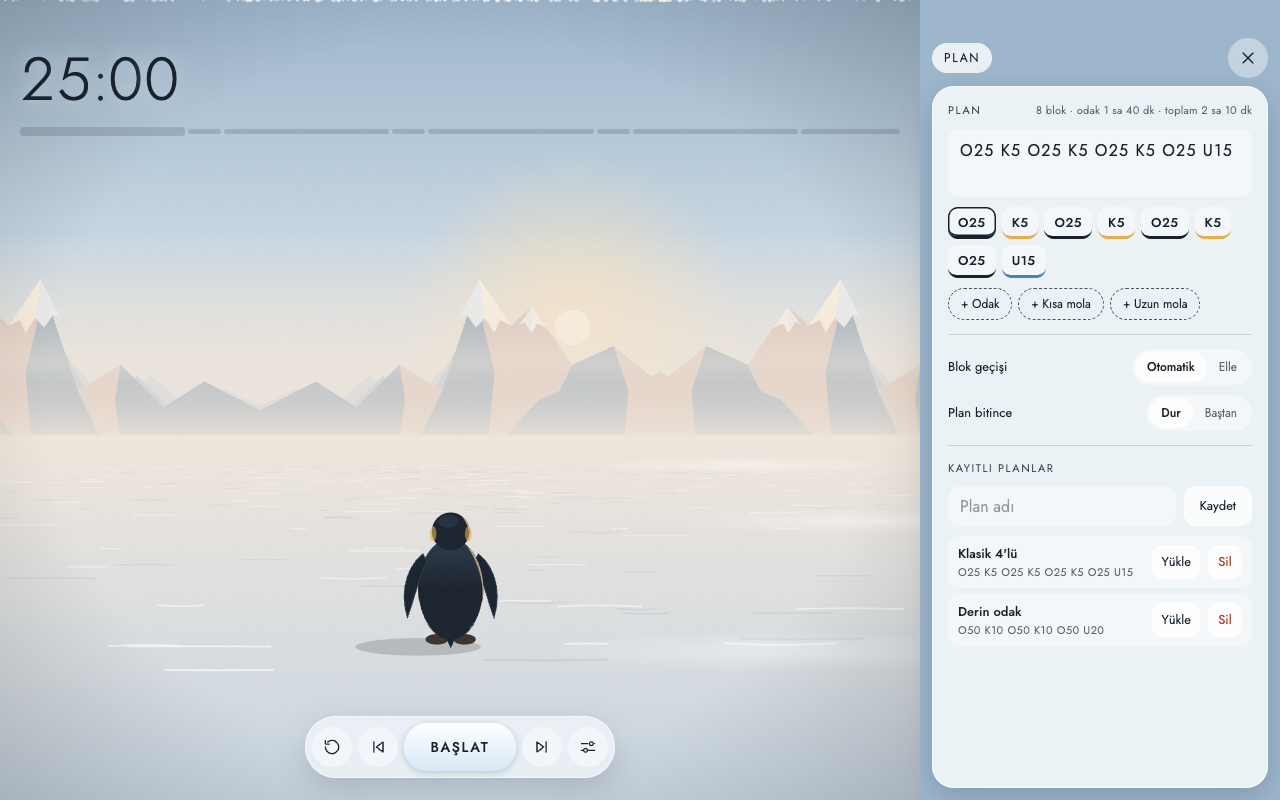 25:00
PLAN
PLAN 8 blok · odak 1 sa 40 dk · toplam 2 sa 10 dk
O25 K5 O25 K5 O25 K5 O25 U15
O25 K5 O25 K5 O25 K5
O25 U15
+ Odak + Kısa mola + Uzun mola
Blok geçişi Otomatik Elle
Plan bitince Dur Baştan
KAYITLI PLANLAR
Plan adı Kaydet
Klasik 4'lü
O25 K5 O25 K5 O25 K5 O25 U15
Yükle Sil
Derin odak
O50 K10 O50 K10 O50 U20
Yükle Sil
BAŞLAT